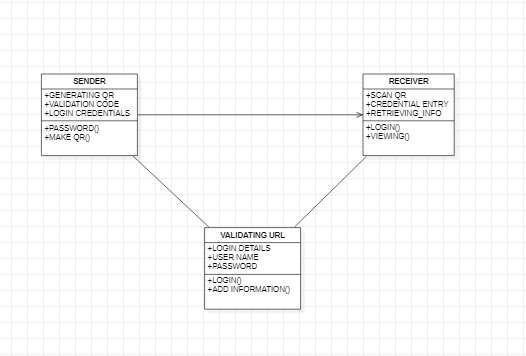 SENDER
+GENERATING QR
+VALIDATION CODE
+LOGIN CREDENTIALS
+PASSWORD()
+MAKE QR()
RECEIVER
+SCAN QR
+CREDENTIAL ENTRY
+RETRIEVING_INFO
+LOGIN()
+VIEWING()
VALIDATING URL
+LOGIN DETAILS
+USER NAME
+PASSWORD
+LOGIN()
+ADD INFORMATION()